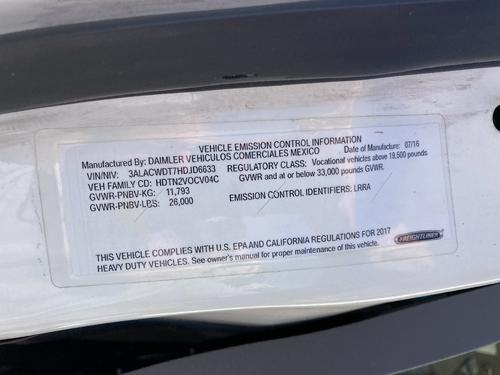 VEHICLE EMISSION CONTROL INFORMATION
Manufactured By: DAIMLER VEHICULOS COMERCIALES MEXICO Date of Manufacture: 07/16
VIN/NIV: 3ALACWDT7HDJD6633 REGULATORY CLASS: Vocational vehicles above 19,500 pounds
VEH FAMILY CD: HDTN2VOCV04C GVWR and at or below 33,000 pounds GVWR.
GVWR-PNBV-KG: 11,793
GVWR-PNBV-LBS: 26,000 EMISSION CONTROL IDENTIFIERS: LRRA
THIS VEHICLE COMPLIES WITH U.S. EPA AND CALIFORNIA REGULATIONS FOR 2017
HEAVY DUTY VEHICLES. See owner's manual for proper maintenance of this vehicle.
FREIGHTLINER